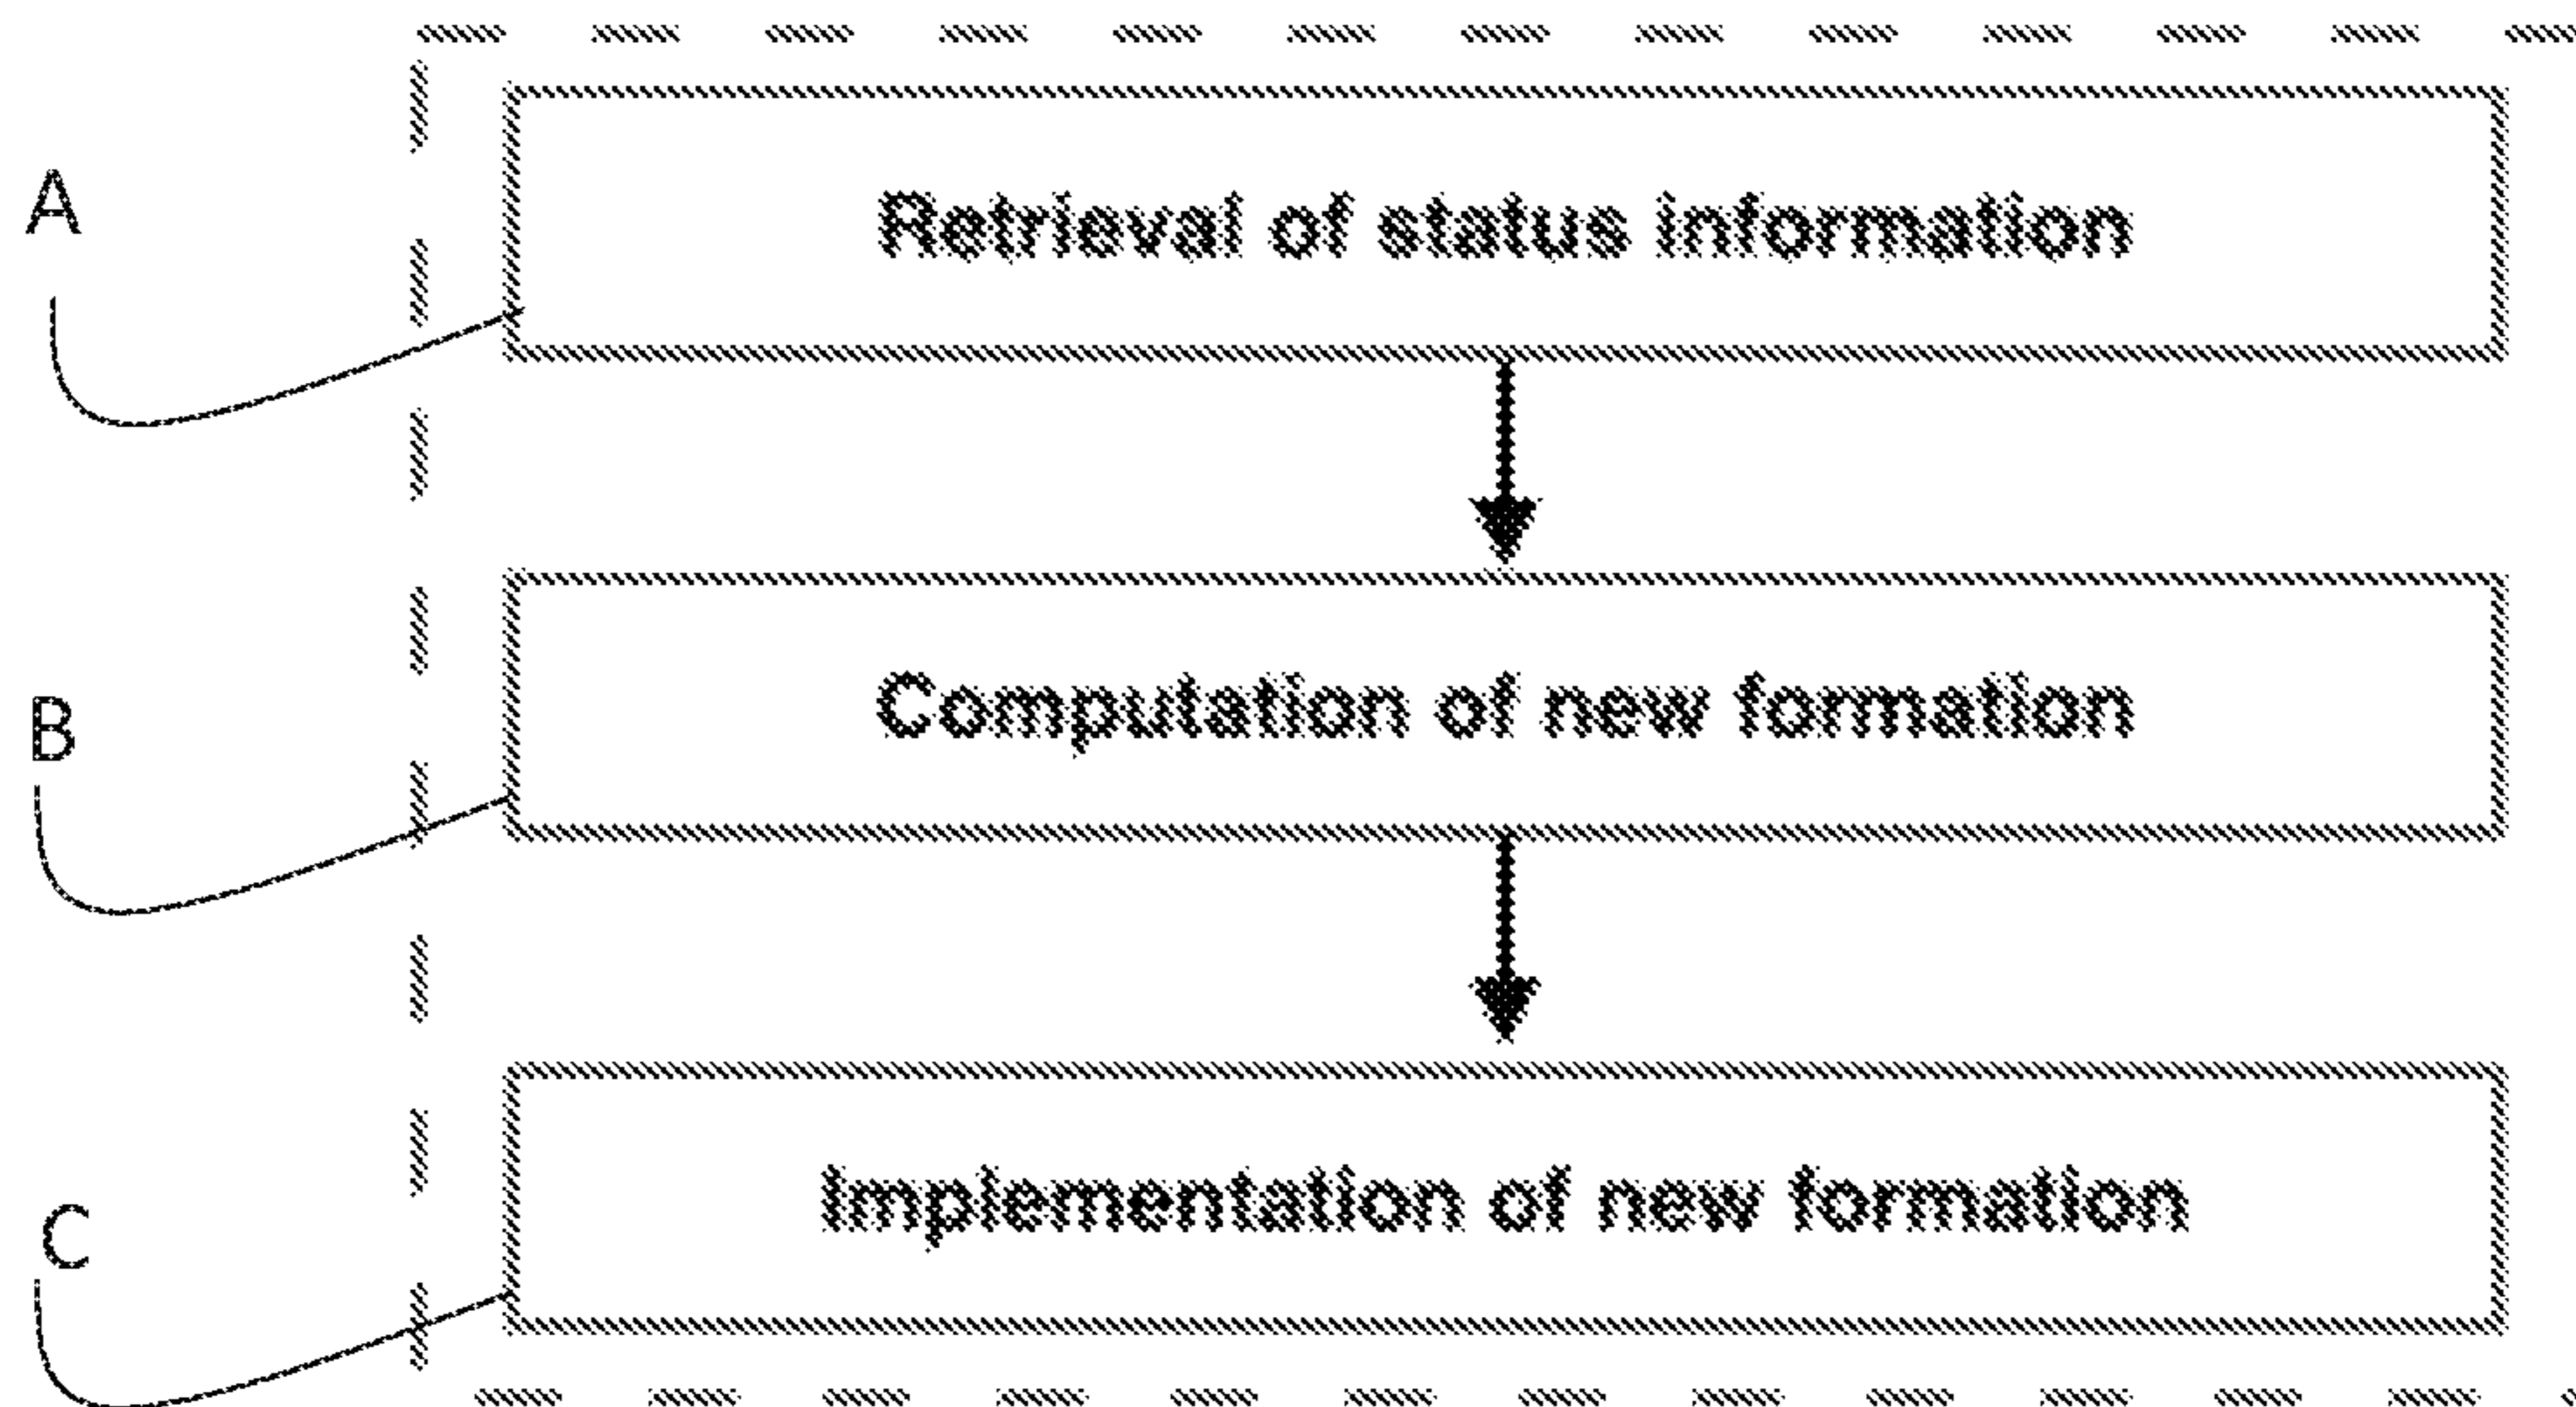 A
Retrieval of status information
B
Computation of new formation
C
Implementation of new formation